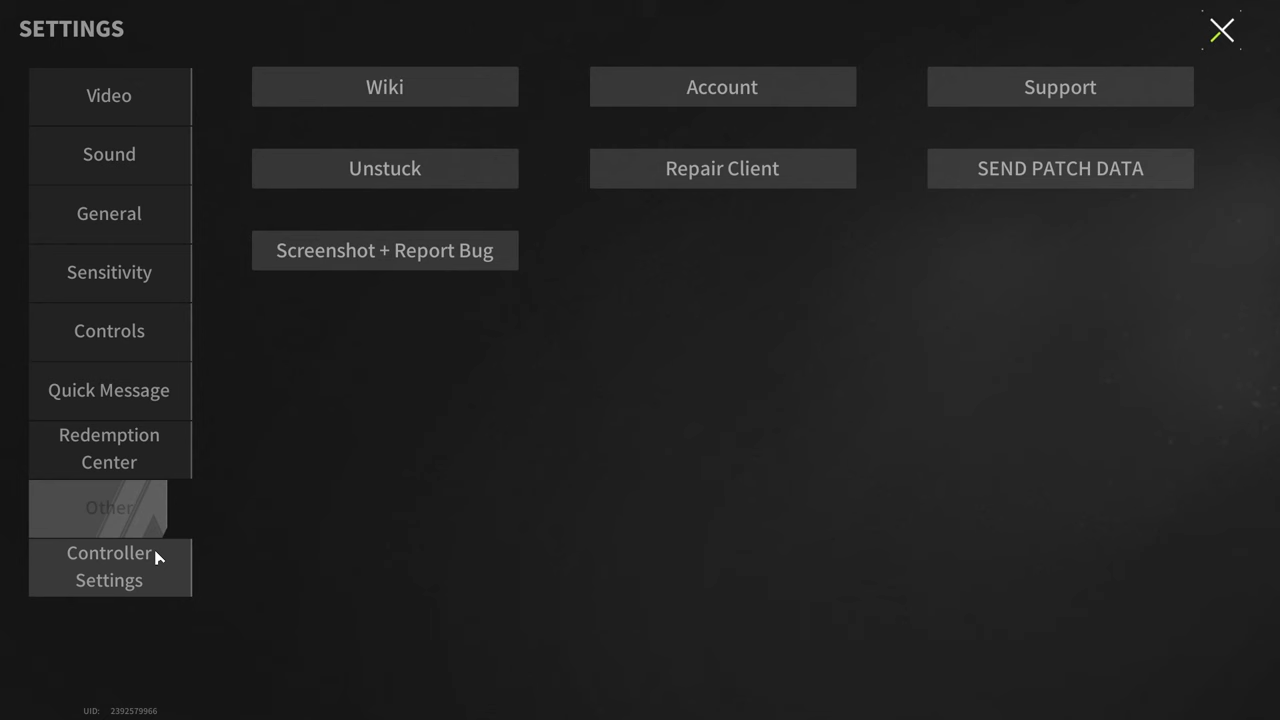 SETTINGS
Video
Sound
General
Sensitivity
Controls
Quick Message
Redemption
Center
Other
Controller
Settings
Wiki
Account
Support
Unstuck
Repair Client
SEND PATCH DATA
Screenshot + Report Bug
UID: 2392579966